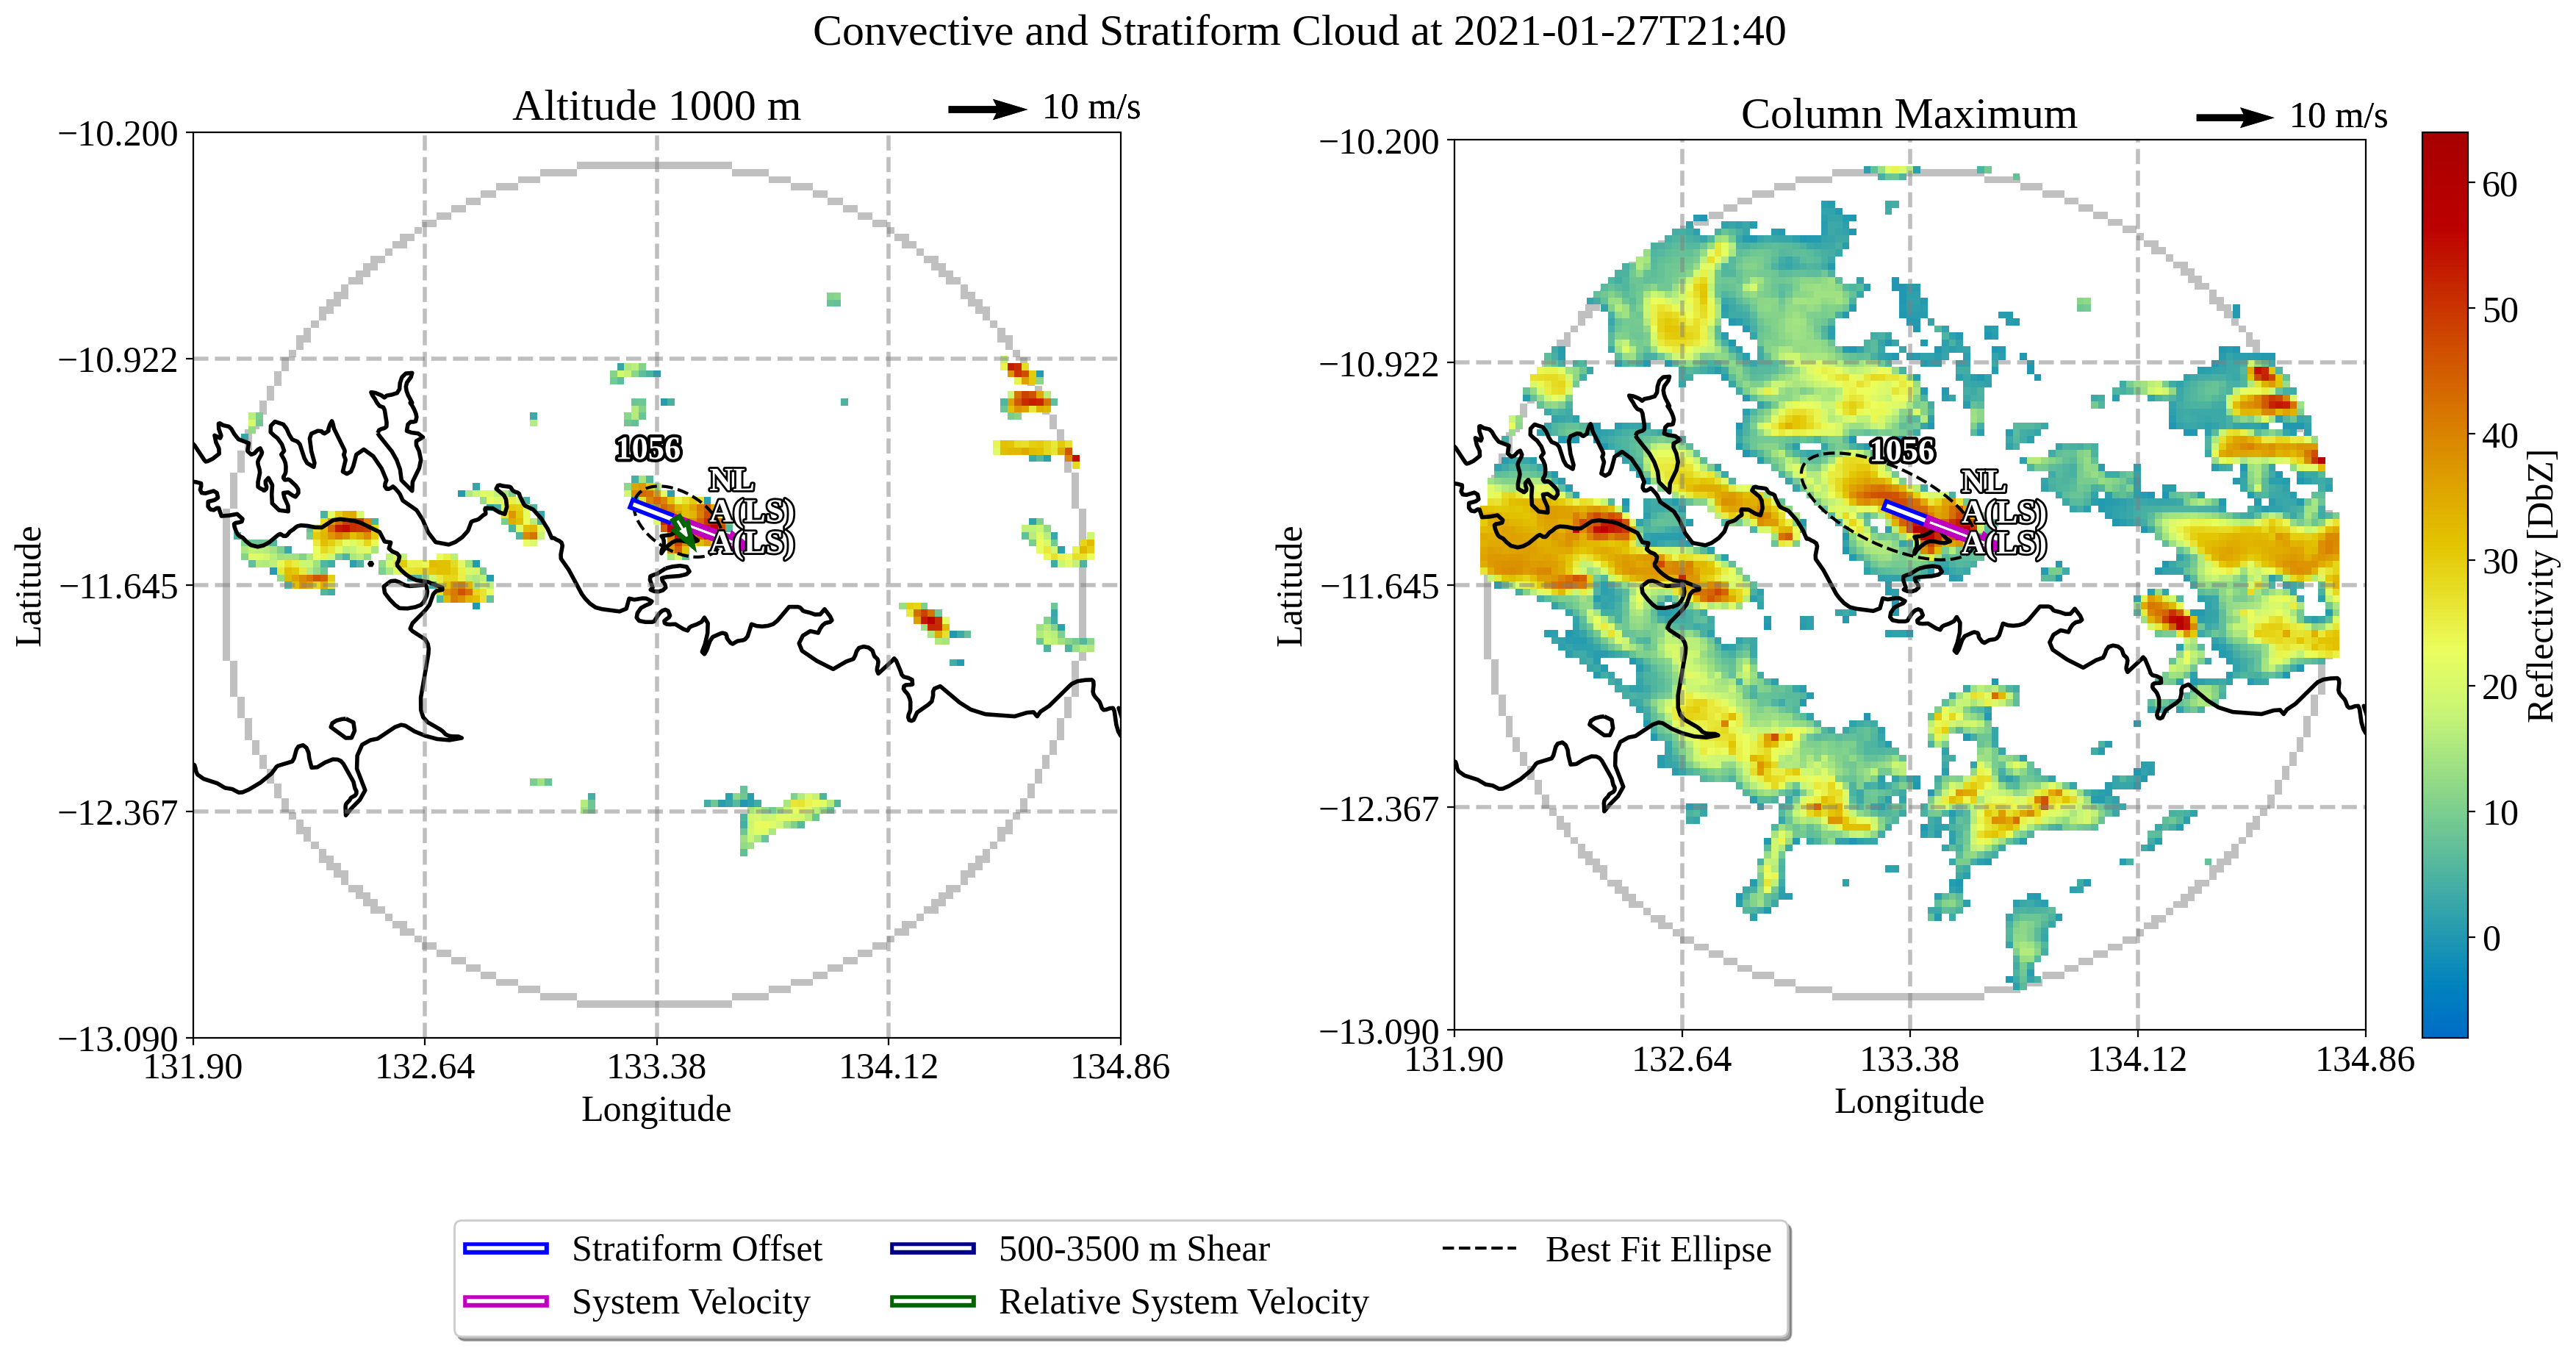 Convective and Stratiform Cloud at 2021-01-27T21:40
Altitude 1000 m
10 m/s
−10.200
−10.922
−11.645
−12.367
−13.090
131.90
132.64
133.38
134.12
134.86
Latitude
Longitude
1056
NL
A(LS)
A(LS)
Column Maximum
10 m/s
−10.200
−10.922
−11.645
−12.367
−13.090
131.90
132.64
133.38
134.12
134.86
Latitude
Longitude
1056
NL
A(LS)
A(LS)
60
50
40
30
20
10
0
Reflectivity [DbZ]
Stratiform Offset
System Velocity
500-3500 m Shear
Relative System Velocity
Best Fit Ellipse